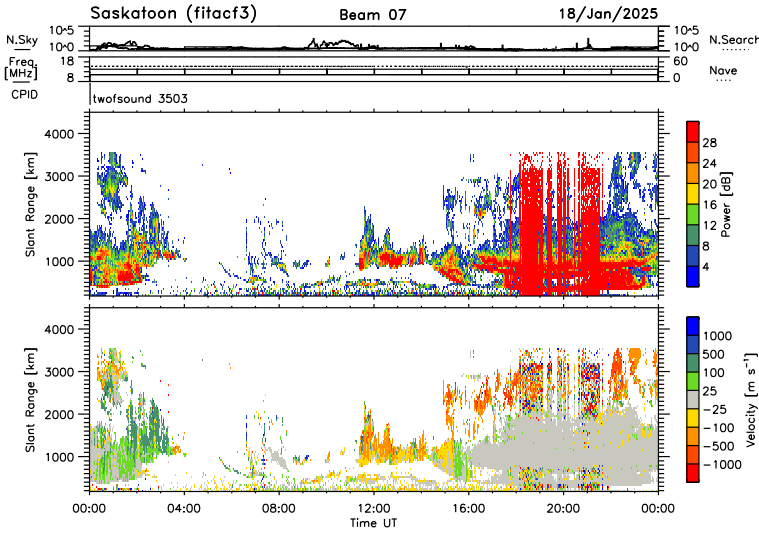 Saskatoon (fitacf3) Beam 07 18/Jan/2025
N.Sky 10^5 10^0 10^5 10^0 N.Search
Freq. [MHz] 18 8 60 0 Nave
CPID twofsound 3503
Slant Range [km] 4000 3000 2000 1000
28 24 20 16 12 8 4 Power [dB]
Slant Range [km] 4000 3000 2000 1000
1000 500 100 25 −25 −100 −500 −1000 Velocity [m s⁻¹]
00:00 04:00 08:00 12:00 16:00 20:00 00:00
Time UT